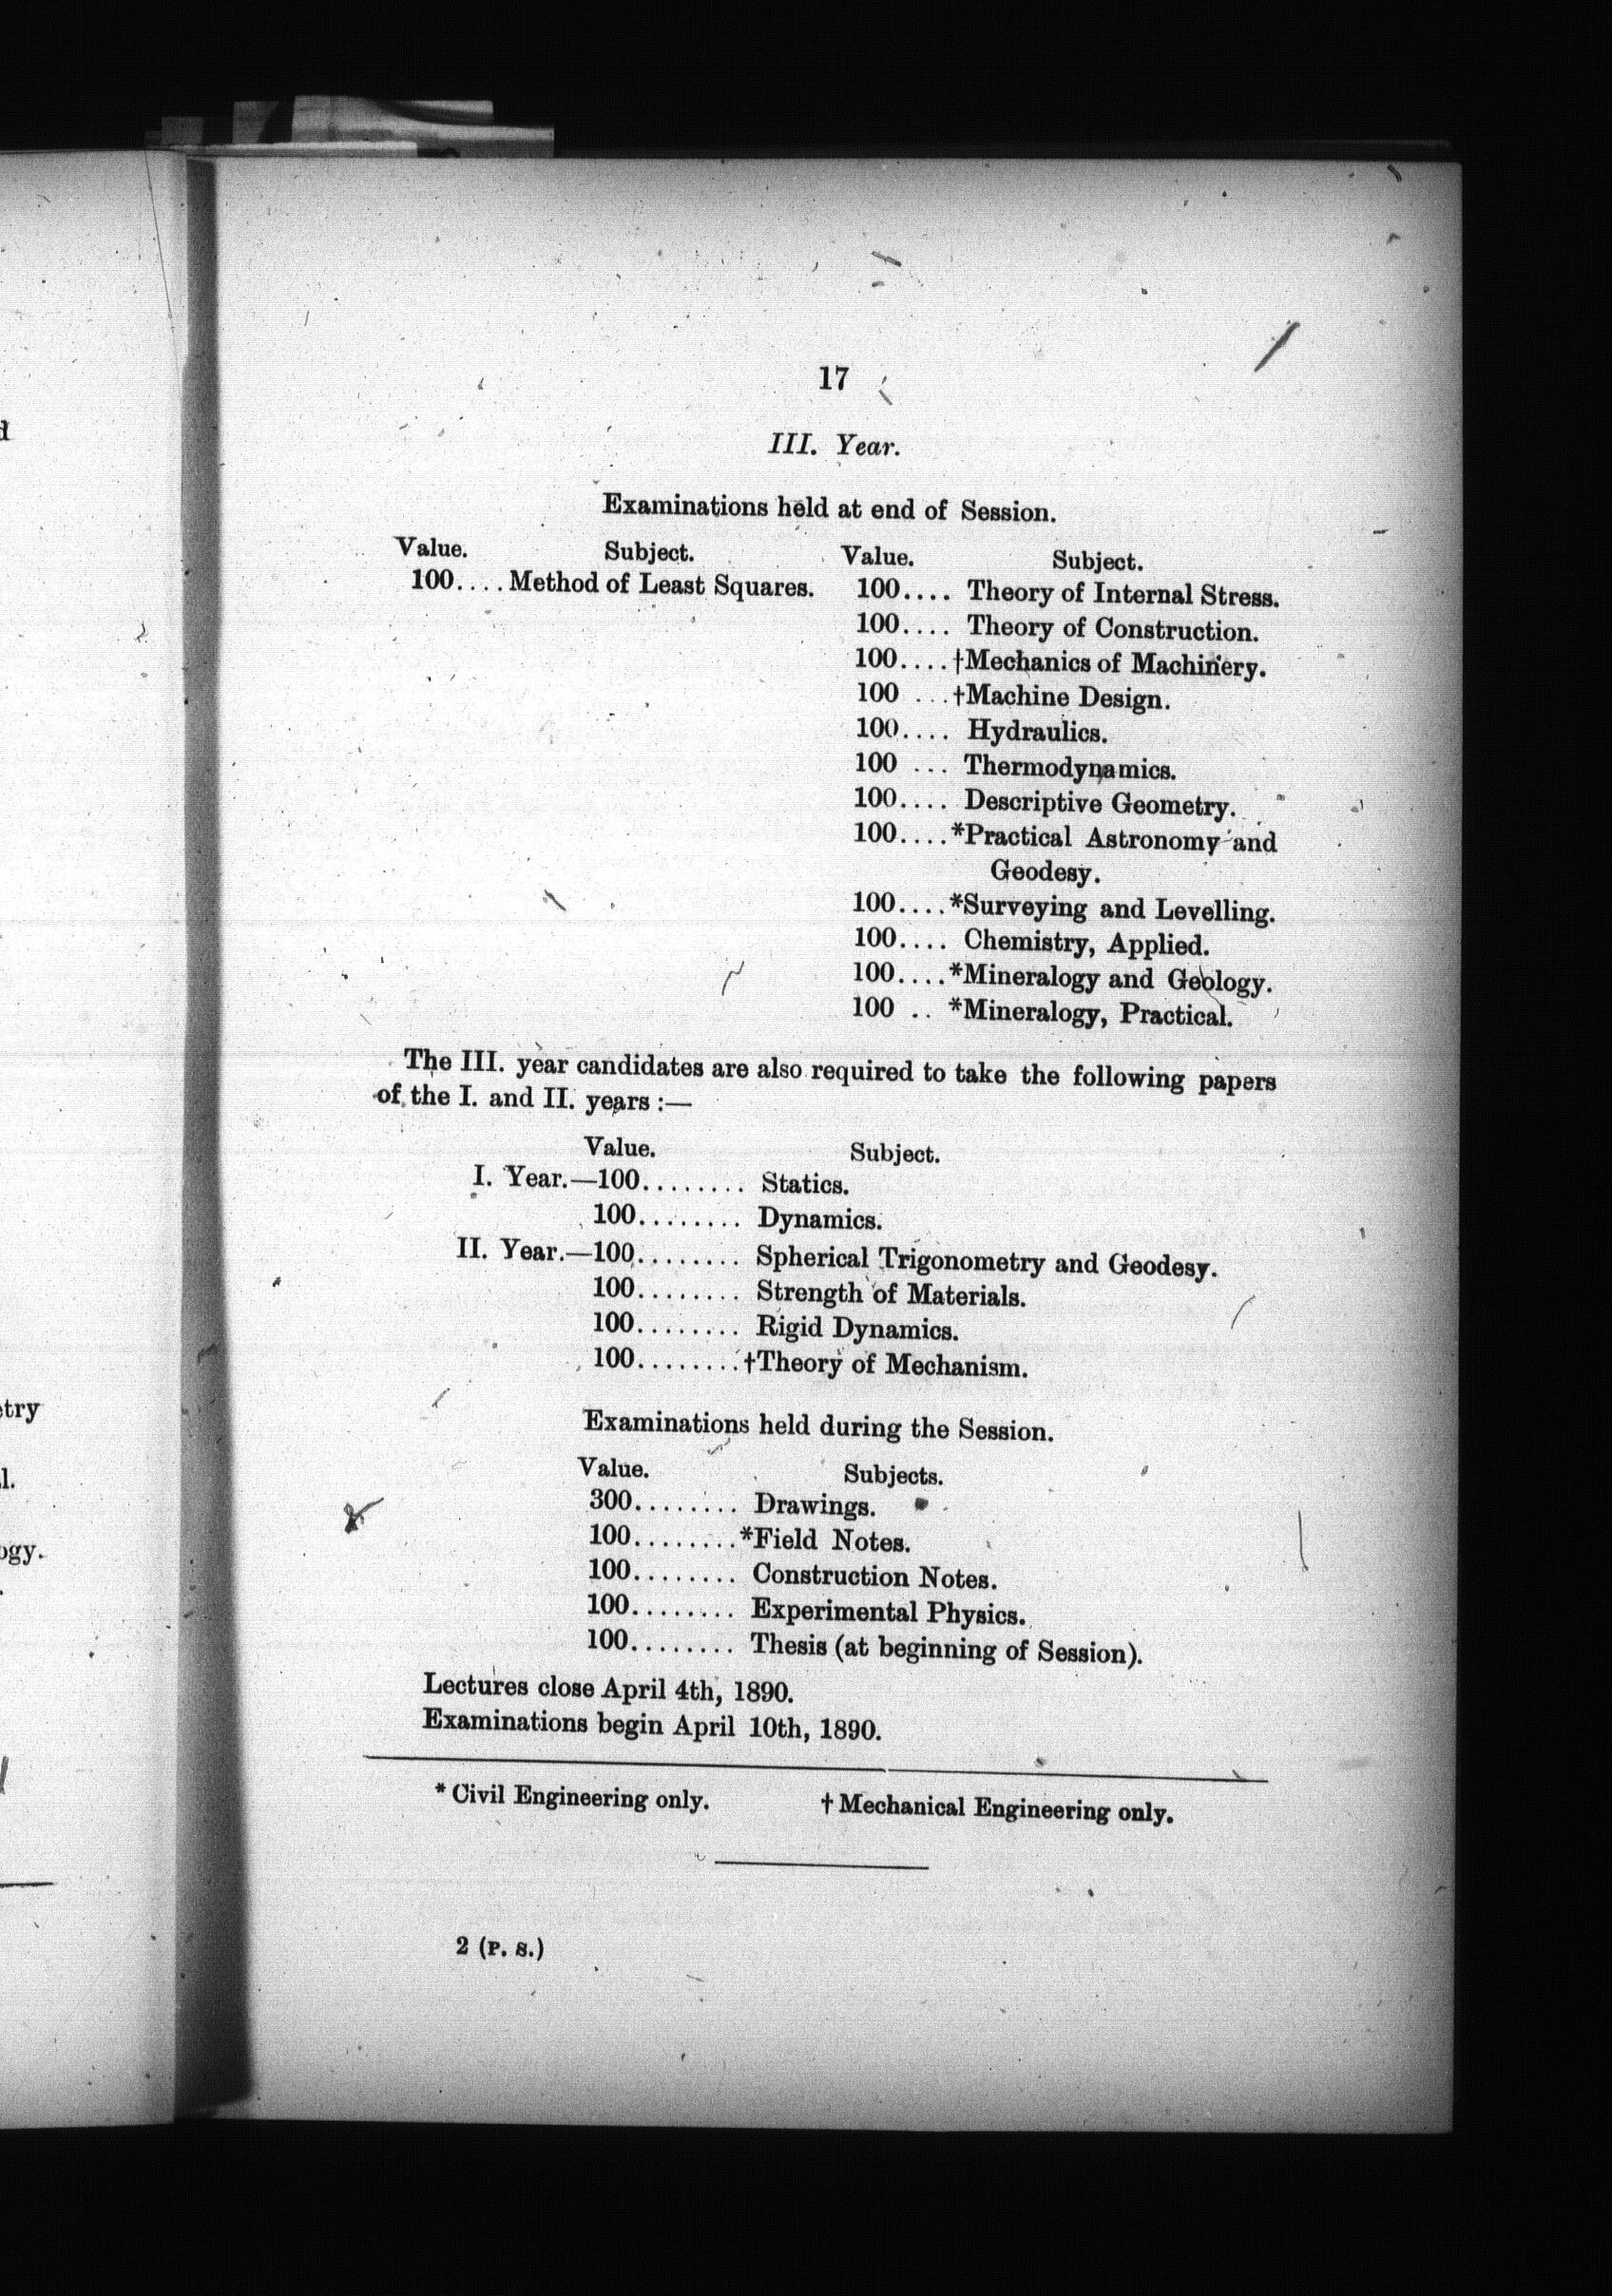 17
III. Year.
Examinations held at end of Session.
Value. Subject. Value. Subject.
100.... Method of Least Squares. 100.... Theory of Internal Stress.
100.... Theory of Construction.
100....†Mechanics of Machinery.
100 ...†Machine Design.
100.... Hydraulics.
100 ... Thermodynamics.
100.... Descriptive Geometry.
100....*Practical Astronomy and
Geodesy.
100....*Surveying and Levelling.
100.... Chemistry, Applied.
100....*Mineralogy and Geology.
100 .. *Mineralogy, Practical.
The III. year candidates are also required to take the following papers
of the I. and II. years :—
Value. Subject.
I. Year.—100........ Statics.
100........ Dynamics.
II. Year.—100........ Spherical Trigonometry and Geodesy.
100........ Strength of Materials.
100........ Rigid Dynamics.
100........†Theory of Mechanism.
Examinations held during the Session.
Value. Subjects.
300........ Drawings.
100........*Field Notes.
100........ Construction Notes.
100........ Experimental Physics.
100........ Thesis (at beginning of Session).
Lectures close April 4th, 1890.
Examinations begin April 10th, 1890.
* Civil Engineering only. † Mechanical Engineering only.
2 (P. S.)